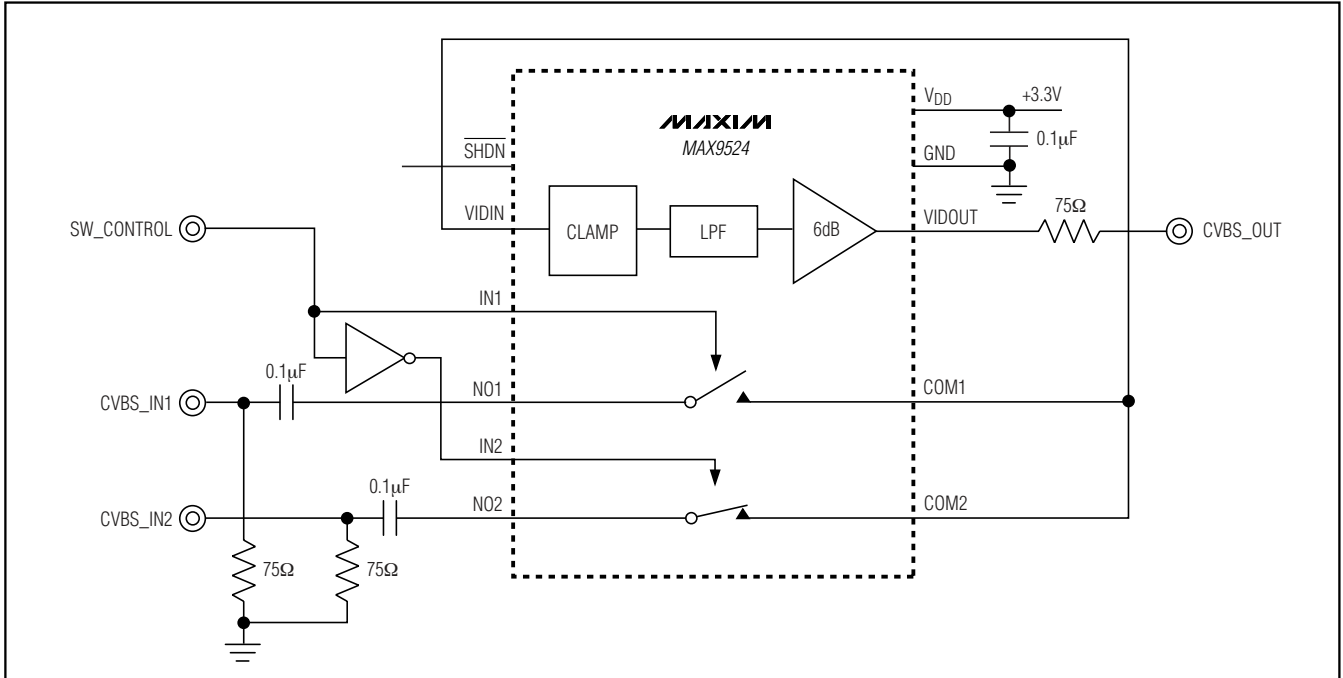 MAXIM
MAX9524
VDD
+3.3V
0.1µF
GND
SHDN
VIDIN
CLAMP
LPF
6dB
VIDOUT
75Ω
CVBS_OUT
SW_CONTROL
IN1
0.1µF
CVBS_IN1
NO1
COM1
IN2
0.1µF
CVBS_IN2
NO2
COM2
75Ω
75Ω